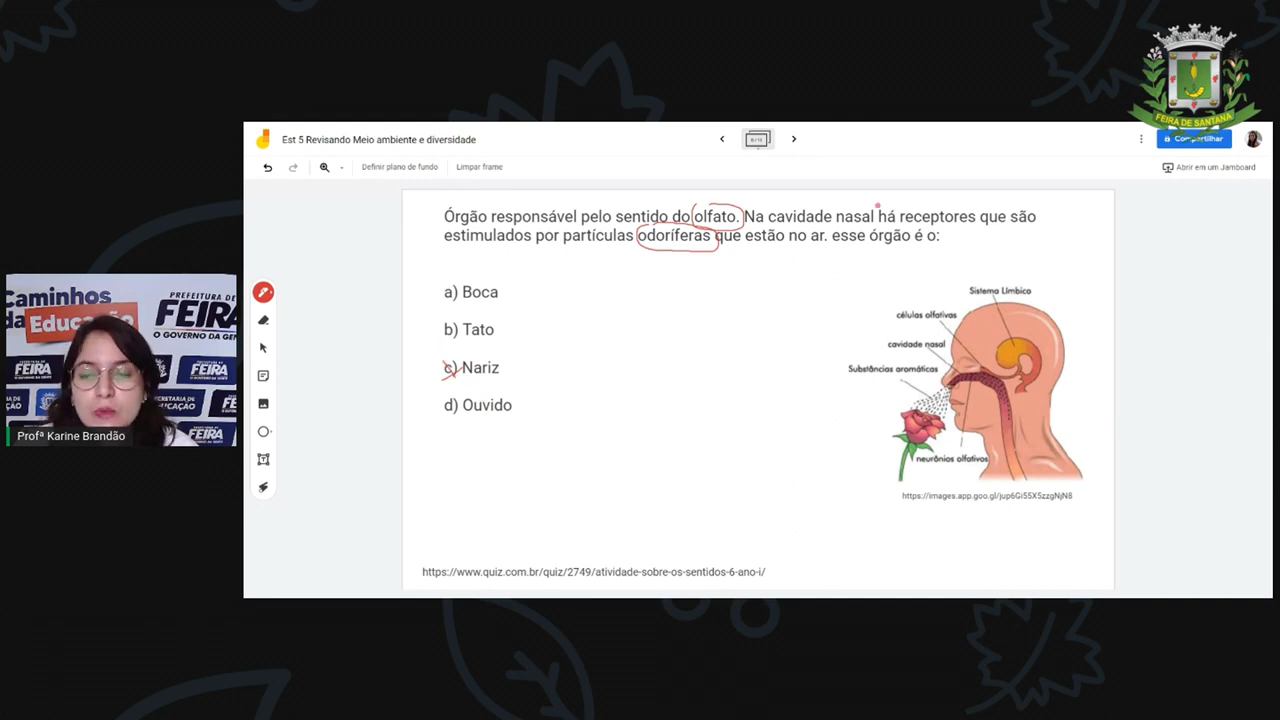 FEIRA DE SANTANA
Est 5 Revisando Meio ambiente e diversidade
Compartilhar
Definir plano de fundo
Limpar frame
Abrir em um Jamboard
Órgão responsável pelo sentido do olfato. Na cavidade nasal há receptores que são
estimulados por partículas odoríferas que estão no ar. esse órgão é o:
a) Boca
b) Tato
c) Nariz
d) Ouvido
Sistema Límbico
células olfativas
cavidade nasal
Substâncias aromáticas
neurônios olfativos
https://images.app.goo.gl/jup6Gi55X5zzgNjN8
https://www.quiz.com.br/quiz/2749/atividade-sobre-os-sentidos-6-ano-i/
Caminhos
da Educação
PREFEITURA DE
FEIRA
O GOVERNO DA GENTE
FEIRA
FEIRA
Profª Karine Brandão